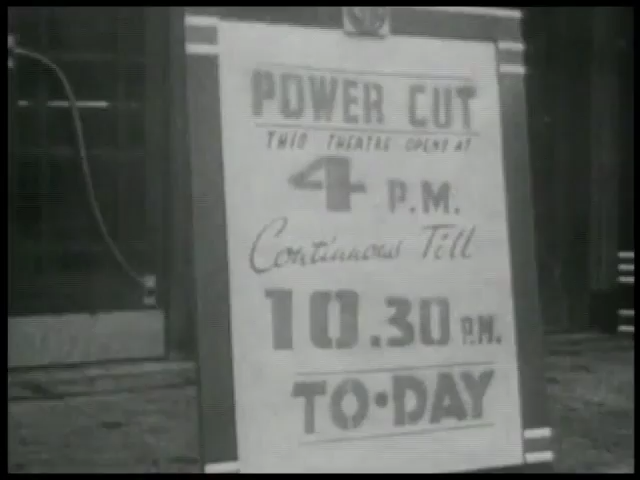 POWER CUT
THIS THEATRE OPENS AT
4 P.M.
Continuous Till
10.30 P.M.
TO•DAY